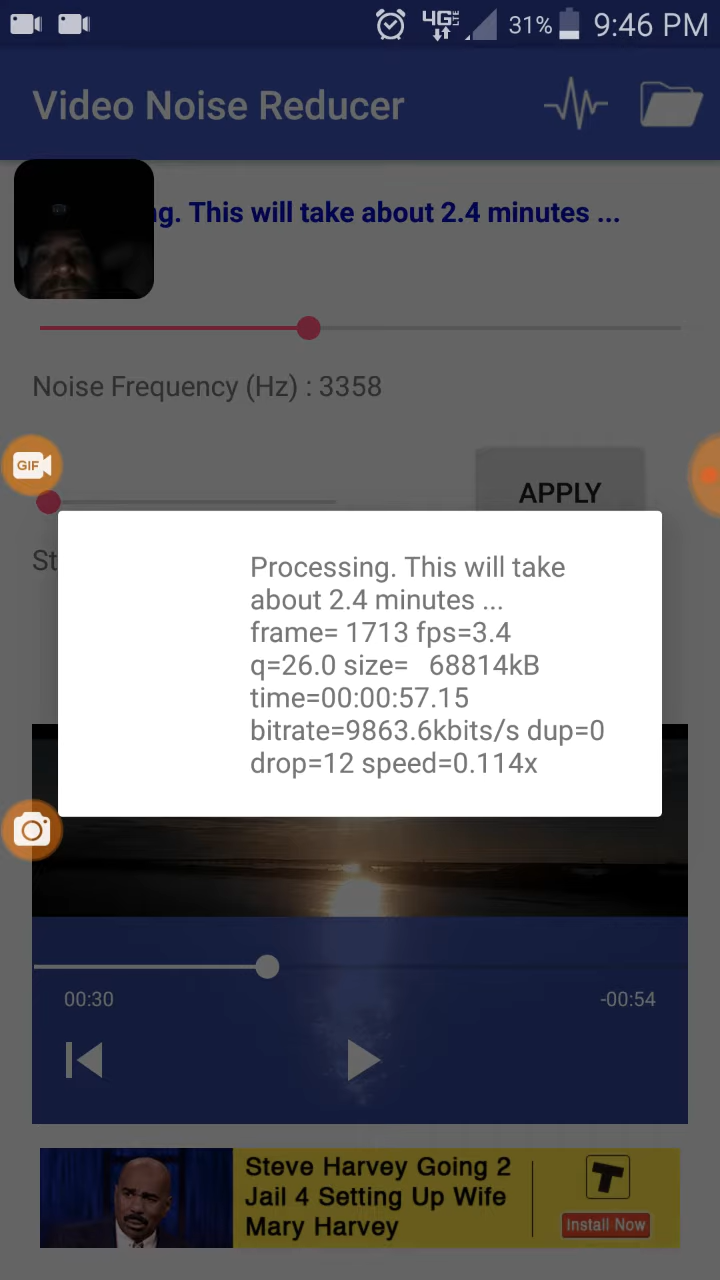 4G LTE 31% 9:46 PM
Video Noise Reducer
ng. This will take about 2.4 minutes ...
Noise Frequency (Hz) : 3358
GIF
APPLY
St
Processing. This will take
about 2.4 minutes ...
frame= 1713 fps=3.4
q=26.0 size=   68814kB
time=00:00:57.15
bitrate=9863.6kbits/s dup=0
drop=12 speed=0.114x
00:30
-00:54
Steve Harvey Going 2
Jail 4 Setting Up Wife
Mary Harvey
T
Install Now